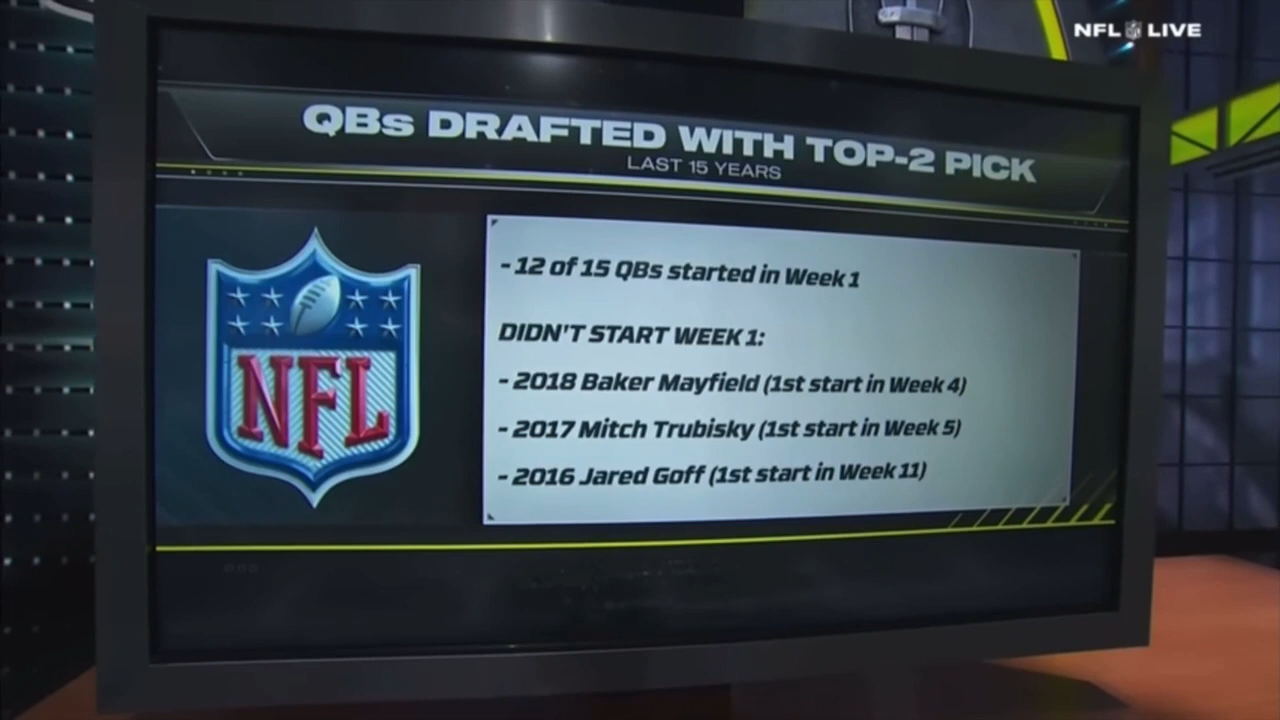 NFL LIVE
QBs DRAFTED WITH TOP-2 PICK
LAST 15 YEARS
- 12 of 15 QBs started in Week 1
DIDN'T START WEEK 1:
- 2018 Baker Mayfield (1st start in Week 4)
- 2017 Mitch Trubisky (1st start in Week 5)
- 2016 Jared Goff (1st start in Week 11)
NFL